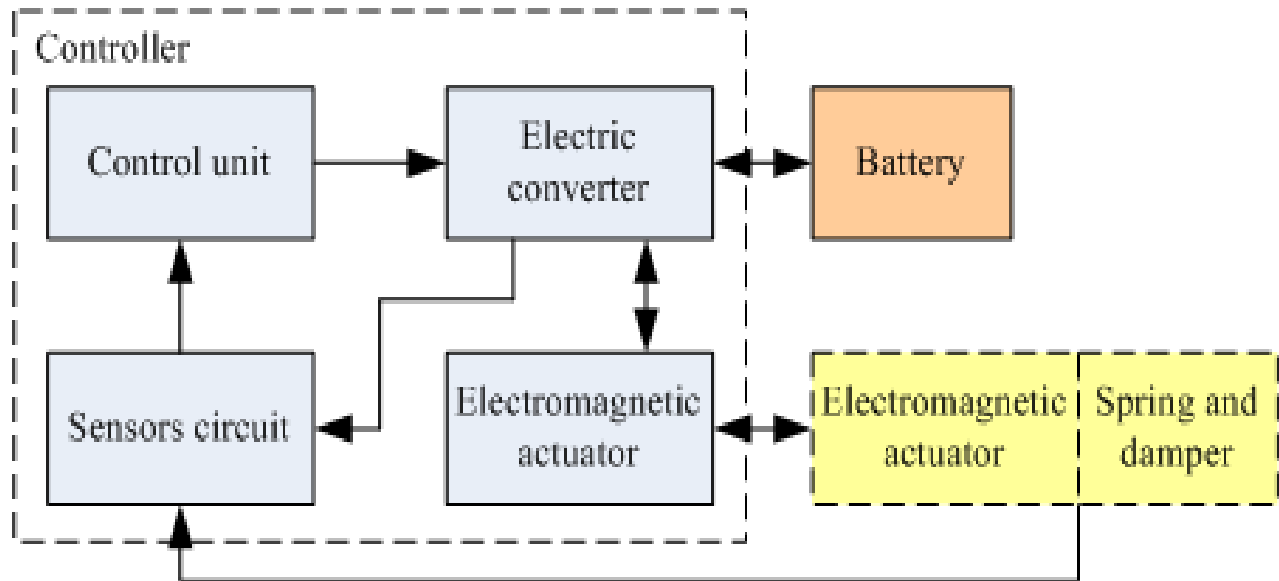 Controller
Control unit
Electric
converter
Battery
Sensors circuit
Electromagnetic
actuator
Electromagnetic
actuator
Spring and
damper